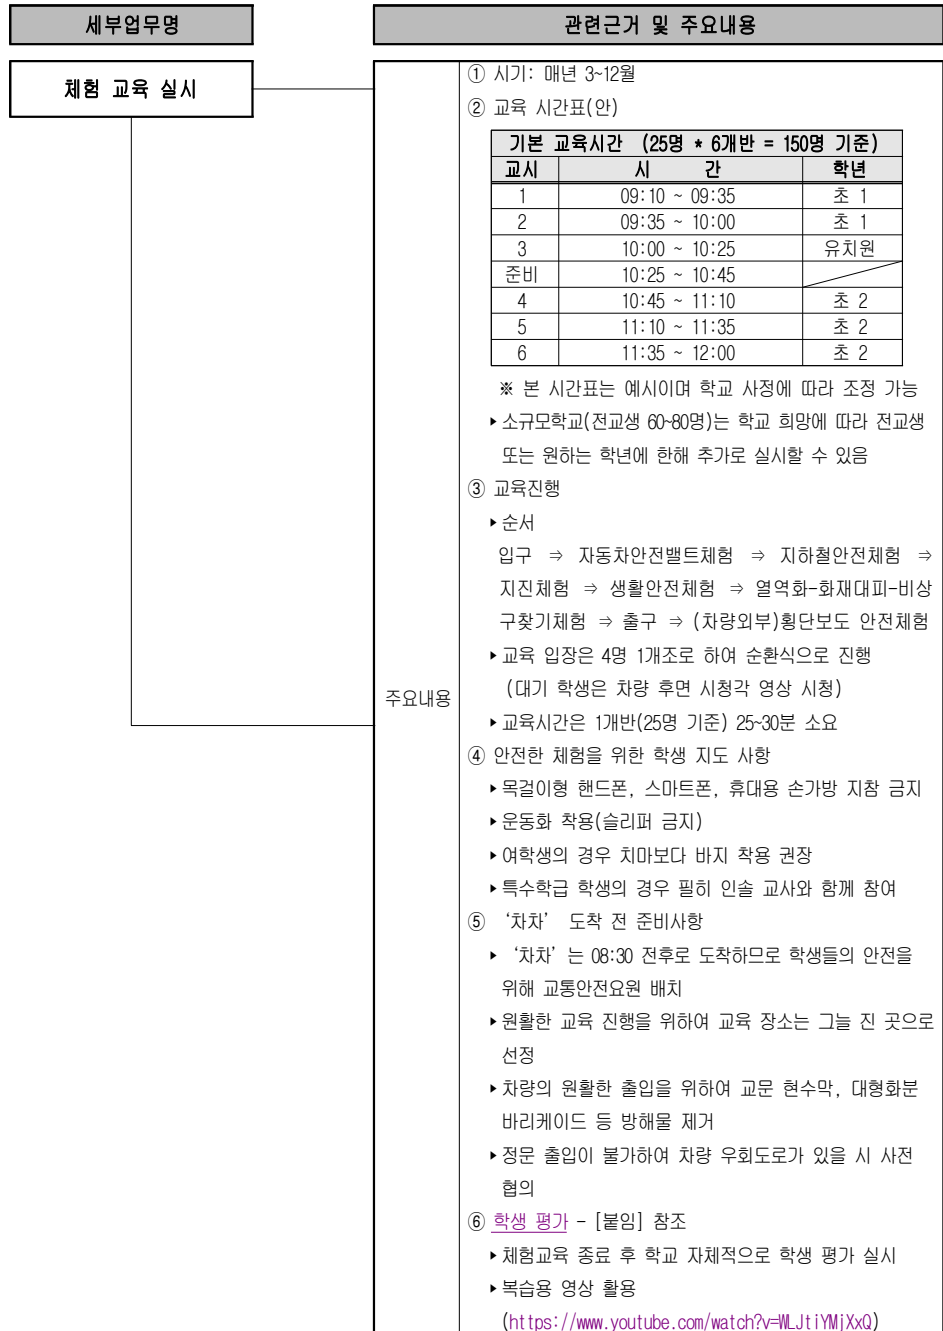 세부업무명
관련근거 및 주요내용
체험 교육 실시
주요내용
① 시기: 매년 3~12월
② 교육 시간표(안)
기본 교육시간 (25명 * 6개반 = 150명 기준)
교시 시 간 학년
1 09:10 ~ 09:35 초 1
2 09:35 ~ 10:00 초 1
3 10:00 ~ 10:25 유치원
준비 10:25 ~ 10:45
4 10:45 ~ 11:10 초 2
5 11:10 ~ 11:35 초 2
6 11:35 ~ 12:00 초 2
※ 본 시간표는 예시이며 학교 사정에 따라 조정 가능
▸소규모학교(전교생 60~80명)는 학교 희망에 따라 전교생
또는 원하는 학년에 한해 추가로 실시할 수 있음
③ 교육진행
▸순서
입구 ⇒ 자동차안전밸트체험 ⇒ 지하철안전체험 ⇒
지진체험 ⇒ 생활안전체험 ⇒ 열역화-화재대피-비상
구찾기체험 ⇒ 출구 ⇒ (차량외부)횡단보도 안전체험
▸교육 입장은 4명 1개조로 하여 순환식으로 진행
(대기 학생은 차량 후면 시청각 영상 시청)
▸교육시간은 1개반(25명 기준) 25~30분 소요
④ 안전한 체험을 위한 학생 지도 사항
▸목걸이형 핸드폰, 스마트폰, 휴대용 손가방 지참 금지
▸운동화 착용(슬리퍼 금지)
▸여학생의 경우 치마보다 바지 착용 권장
▸특수학급 학생의 경우 필히 인솔 교사와 함께 참여
⑤ ‘차차’ 도착 전 준비사항
▸ ‘차차’는 08:30 전후로 도착하므로 학생들의 안전을
위해 교통안전요원 배치
▸원활한 교육 진행을 위하여 교육 장소는 그늘 진 곳으로
선정
▸차량의 원활한 출입을 위하여 교문 현수막, 대형화분
바리케이드 등 방해물 제거
▸정문 출입이 불가하여 차량 우회도로가 있을 시 사전
협의
⑥ 학생 평가 - [붙임] 참조
▸체험교육 종료 후 학교 자체적으로 학생 평가 실시
▸복습용 영상 활용
(https://www.youtube.com/watch?v=WLJtiYMjXxQ)